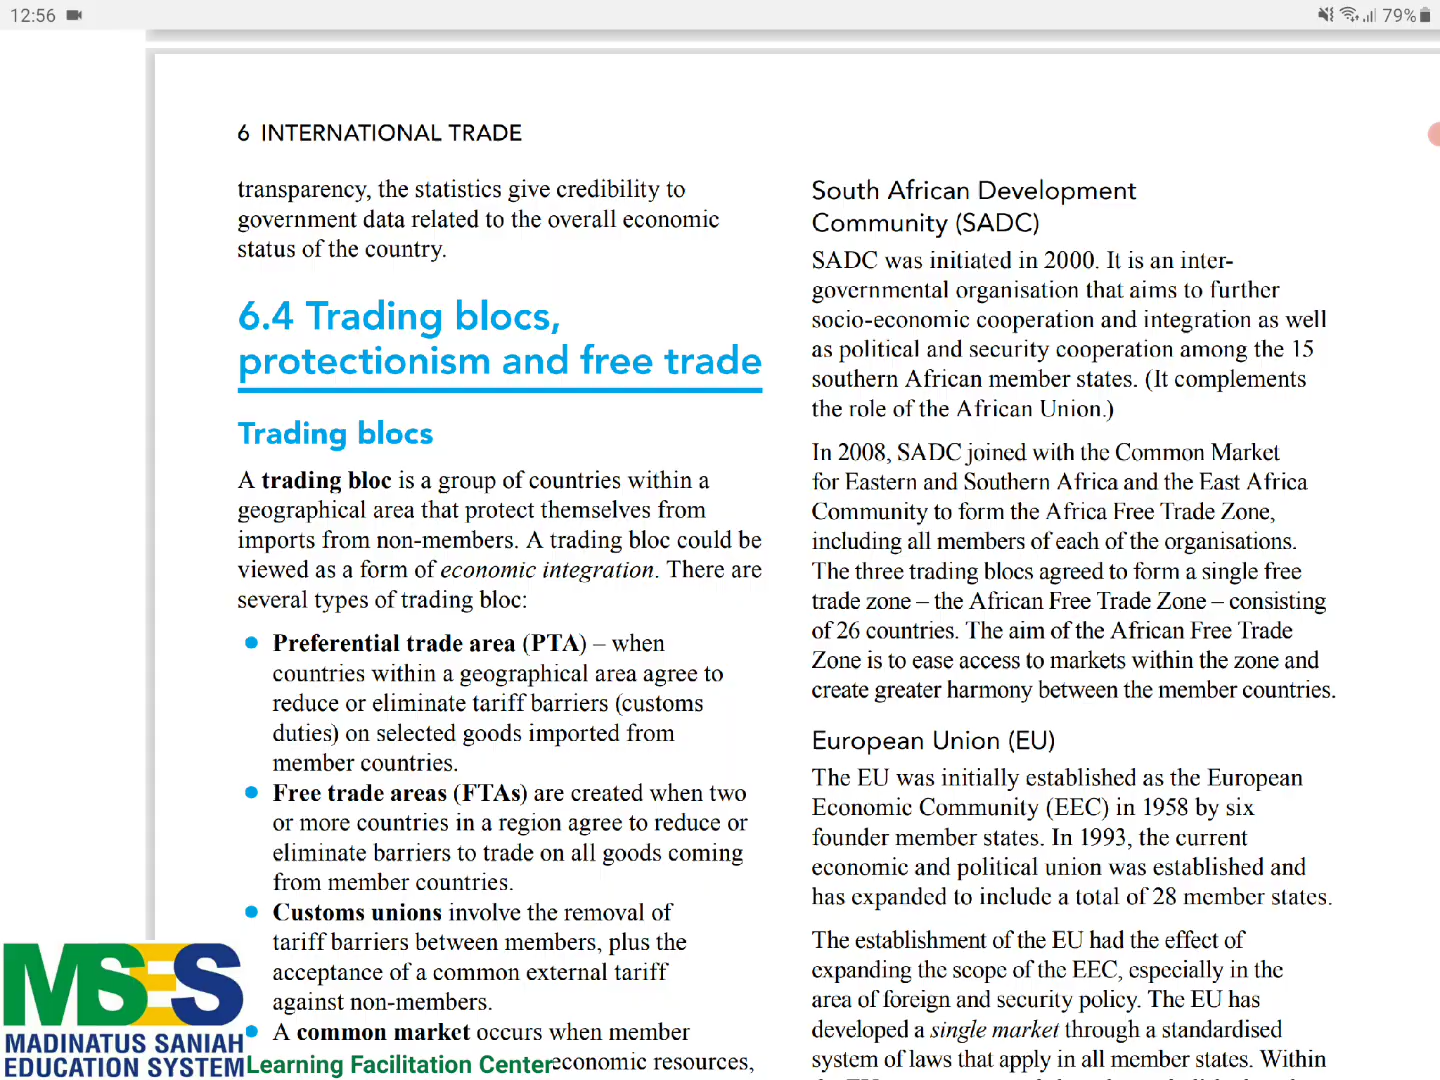 12:56
79%
6 INTERNATIONAL TRADE
transparency, the statistics give credibility to
government data related to the overall economic
status of the country.
6.4 Trading blocs,
protectionism and free trade
Trading blocs
A trading bloc is a group of countries within a
geographical area that protect themselves from
imports from non-members. A trading bloc could be
viewed as a form of economic integration. There are
several types of trading bloc:
● Preferential trade area (PTA) – when
countries within a geographical area agree to
reduce or eliminate tariff barriers (customs
duties) on selected goods imported from
member countries.
● Free trade areas (FTAs) are created when two
or more countries in a region agree to reduce or
eliminate barriers to trade on all goods coming
from member countries.
● Customs unions involve the removal of
tariff barriers between members, plus the
acceptance of a common external tariff
against non-members.
● A common market occurs when member
economic resources,
South African Development
Community (SADC)
SADC was initiated in 2000. It is an inter-
governmental organisation that aims to further
socio-economic cooperation and integration as well
as political and security cooperation among the 15
southern African member states. (It complements
the role of the African Union.)
In 2008, SADC joined with the Common Market
for Eastern and Southern Africa and the East Africa
Community to form the Africa Free Trade Zone,
including all members of each of the organisations.
The three trading blocs agreed to form a single free
trade zone – the African Free Trade Zone – consisting
of 26 countries. The aim of the African Free Trade
Zone is to ease access to markets within the zone and
create greater harmony between the member countries.
European Union (EU)
The EU was initially established as the European
Economic Community (EEC) in 1958 by six
founder member states. In 1993, the current
economic and political union was established and
has expanded to include a total of 28 member states.
The establishment of the EU had the effect of
expanding the scope of the EEC, especially in the
area of foreign and security policy. The EU has
developed a single market through a standardised
system of laws that apply in all member states. Within
MSES
MADINATUS SANIAH
EDUCATION SYSTEM
Learning Facilitation Center